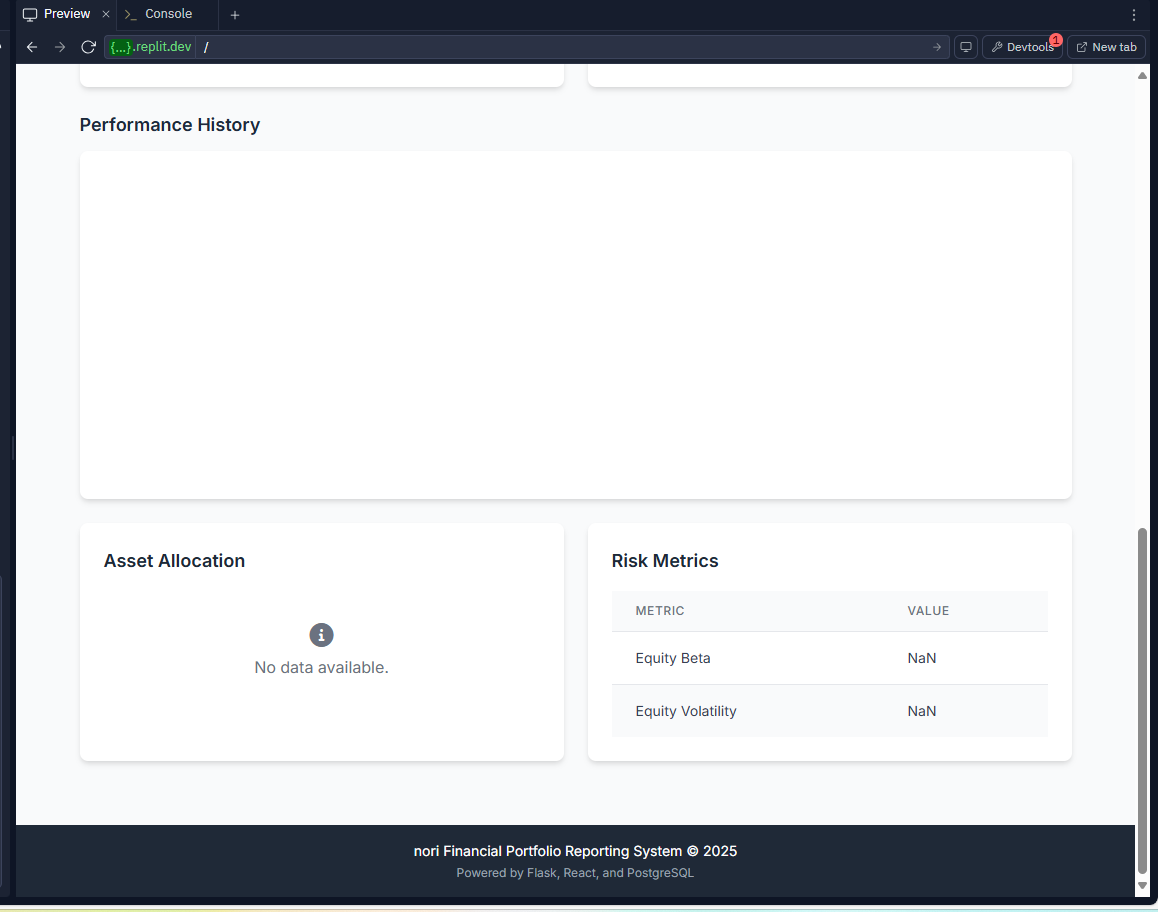 Preview
Console
{...}.replit.dev /
Devtools
1
New tab
Performance History
Asset Allocation
No data available.
Risk Metrics
METRIC VALUE
Equity Beta NaN
Equity Volatility NaN
nori Financial Portfolio Reporting System © 2025
Powered by Flask, React, and PostgreSQL